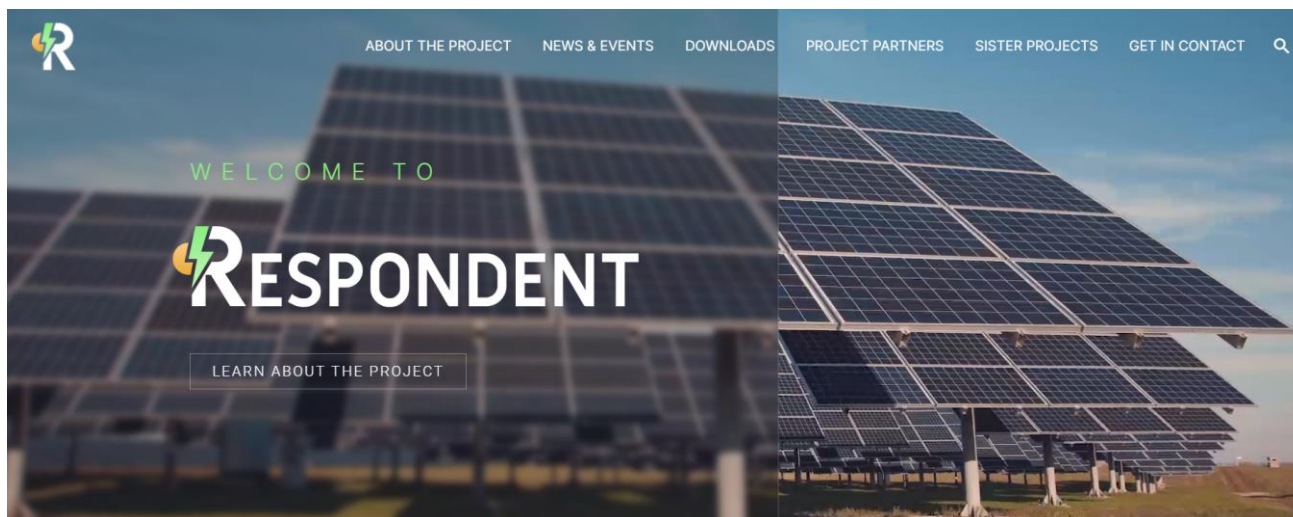 ABOUT THE PROJECT NEWS & EVENTS DOWNLOADS PROJECT PARTNERS SISTER PROJECTS GET IN CONTACT
WELCOME TO
RESPONDENT
LEARN ABOUT THE PROJECT